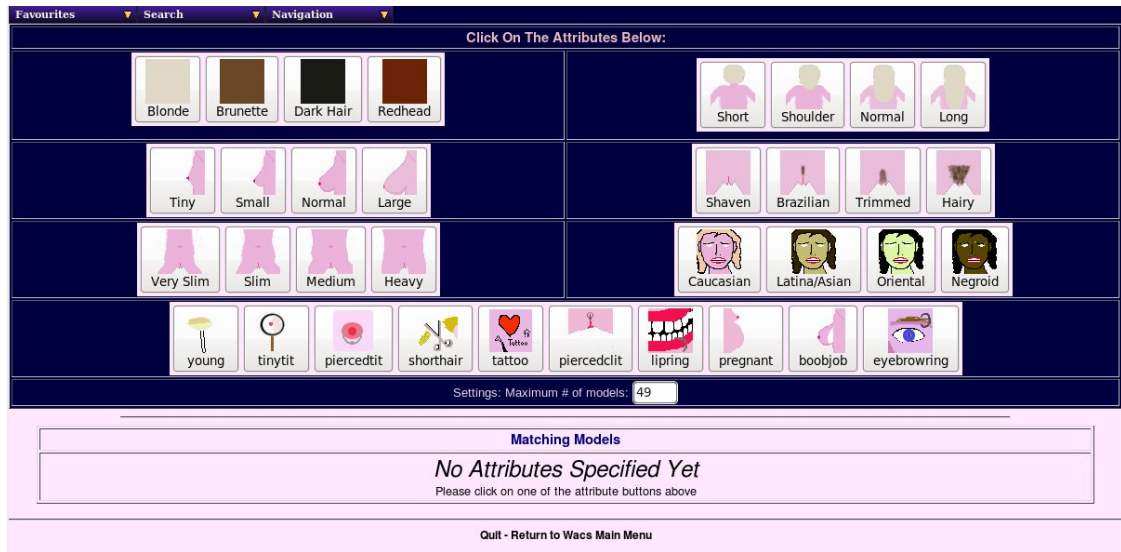 Favourites Search Navigation
Click On The Attributes Below:
Blonde Brunette Dark Hair Redhead
Short Shoulder Normal Long
Tiny Small Normal Large
Shaven Brazilian Trimmed Hairy
Very Slim Slim Medium Heavy
Caucasian Latina/Asian Oriental Negroid
Tattoo
young tinytit piercedtit shorthair tattoo piercedclit lipring pregnant boobjob eyebrowring
Settings: Maximum # of models: 49
Matching Models
No Attributes Specified Yet
Please click on one of the attribute buttons above
Quit - Return to Wacs Main Menu